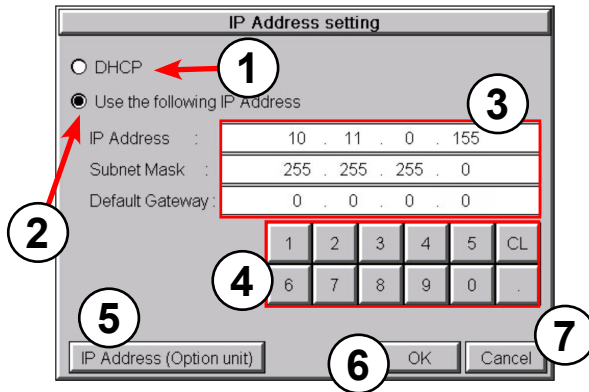 IP Address setting
1
DHCP
Use the following IP Address
3
IP Address : 10 . 11 . 0 . 155
Subnet Mask : 255 . 255 . 255 . 0
Default Gateway : 0 . 0 . 0 . 0
2
1 2 3 4 5 CL
4
6 7 8 9 0 .
5
7
IP Address (Option unit)
6
OK
Cancel